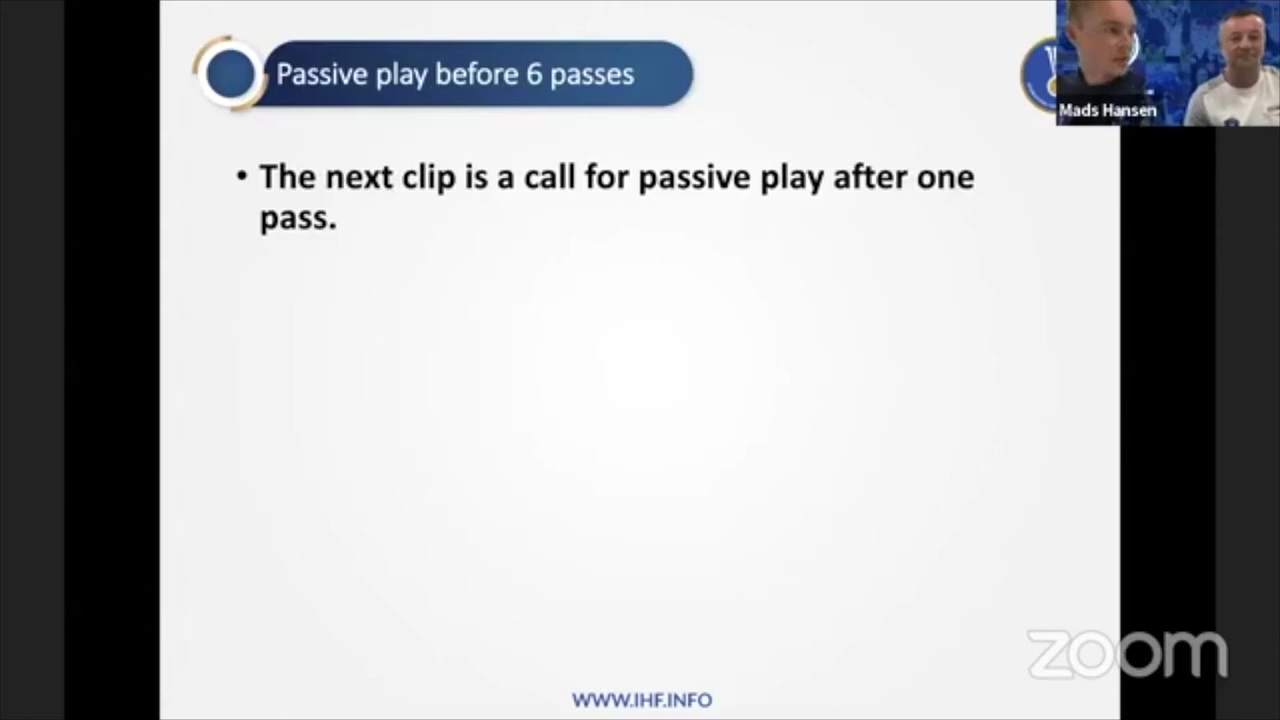 Passive play before 6 passes
Mads Hansen
• The next clip is a call for passive play after one
pass.
zoom
WWW.IHF.INFO